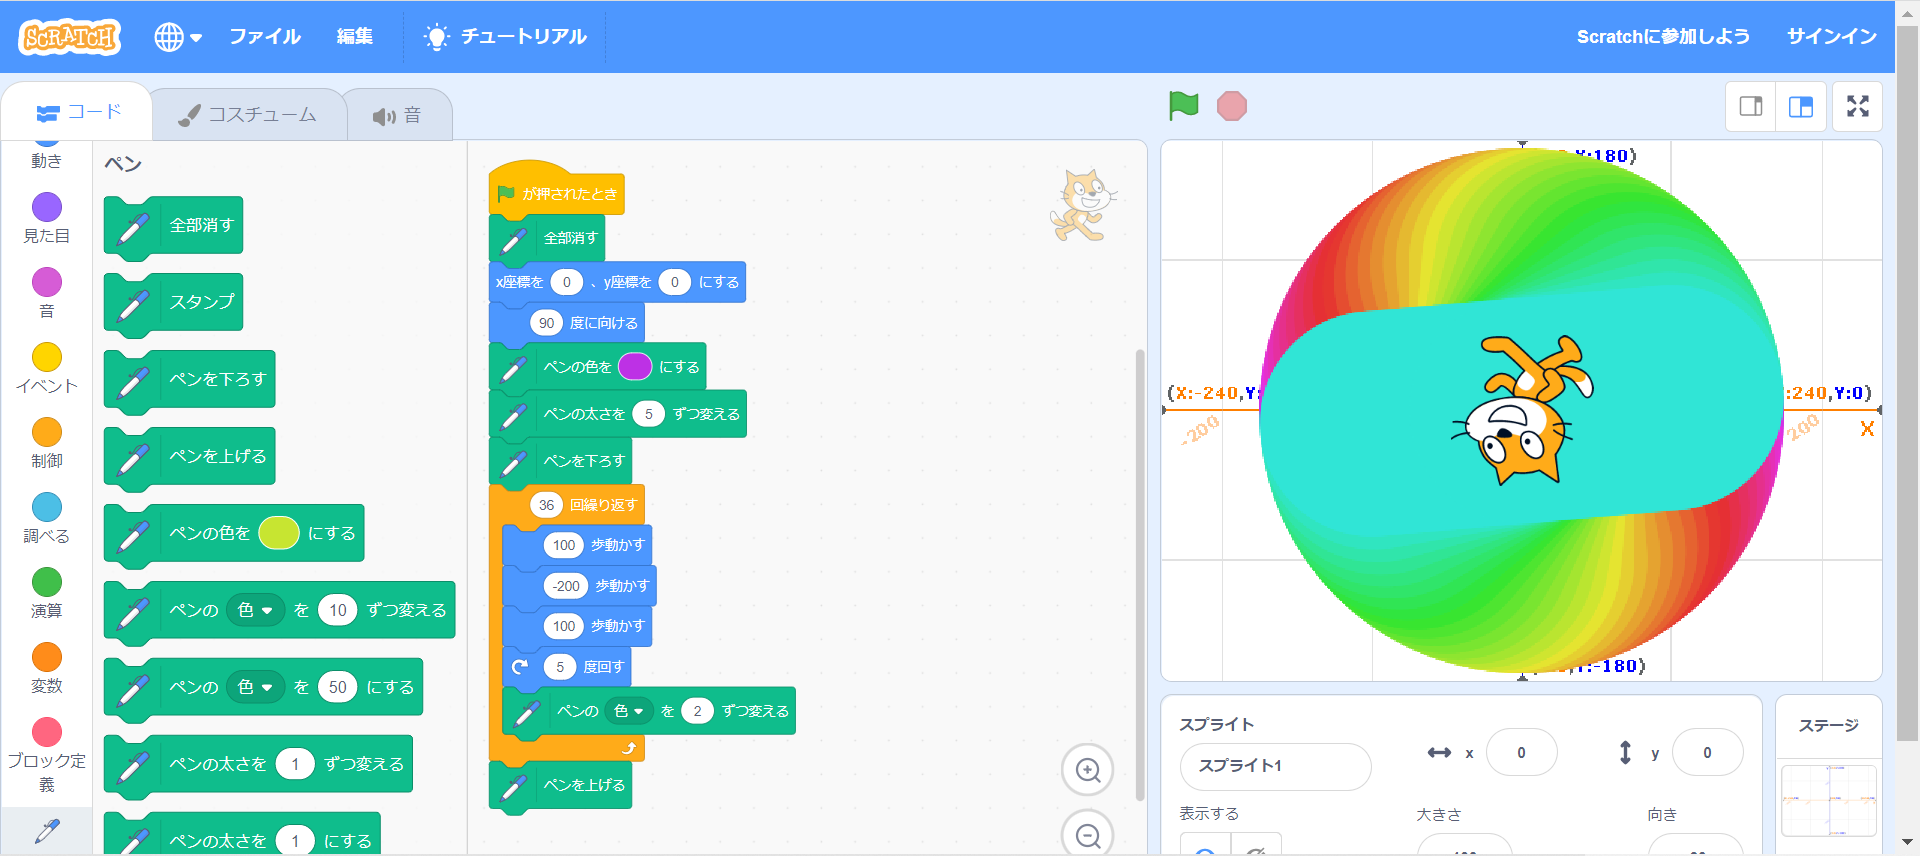 SCRATCH
ファイル
編集
チュートリアル
Scratchに参加しよう
サインイン
コード
コスチューム
音
動き
見た目
音
イベント
制御
調べる
演算
変数
ブロック定
義
ペン
全部消す
スタンプ
ペンを下ろす
ペンを上げる
ペンの色を にする
ペンの 色 を 10 ずつ変える
ペンの 色 を 50 にする
ペンの太さを 1 ずつ変える
ペンの太さを 1 にする
が押されたとき
全部消す
x座標を 0 、y座標を 0 にする
90 度に向ける
ペンの色を にする
ペンの太さを 5 ずつ変える
ペンを下ろす
36 回繰り返す
100 歩動かす
-200 歩動かす
100 歩動かす
5 度回す
ペンの 色 を 2 ずつ変える
ペンを上げる
Y:180)
(X:-240,Y:
:240,Y:0)
-200
200
X
Y:-180)
スプライト
スプライト1
x 0
y 0
表示する
大きさ
向き
ステージ